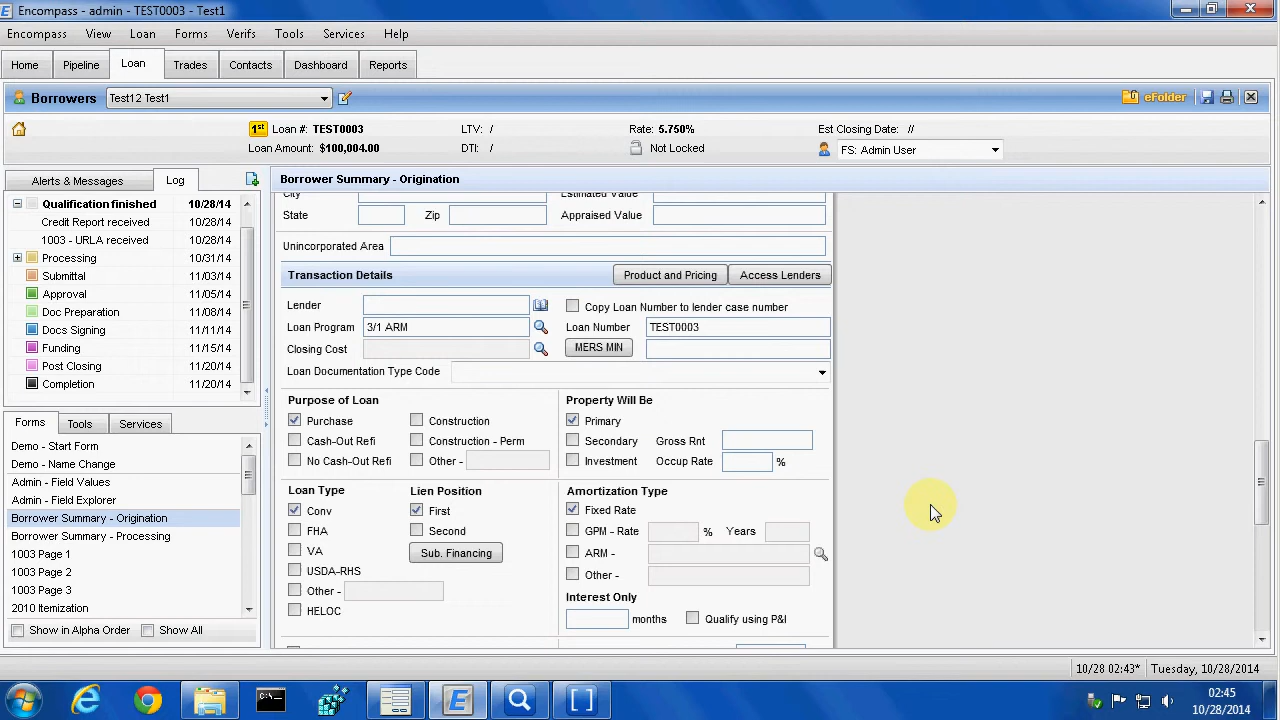 Encompass - admin - TEST0003 - Test1
Encompass View Loan Forms Verifs Tools Services Help
Home Pipeline Loan Trades Contacts Dashboard Reports
Borrowers Test12 Test1 eFolder
1st Loan #: TEST0003 LTV: / Rate: 5.750% Est Closing Date: //
Loan Amount: $100,004.00 DTI: / Not Locked FS: Admin User
Alerts & Messages Log
Qualification finished 10/28/14
Credit Report received 10/28/14
1003 - URLA received 10/28/14
Processing 10/31/14
Submittal 11/03/14
Approval 11/05/14
Doc Preparation 11/08/14
Docs Signing 11/11/14
Funding 11/15/14
Post Closing 11/20/14
Completion 11/20/14
Forms Tools Services
Demo - Start Form
Demo - Name Change
Admin - Field Values
Admin - Field Explorer
Borrower Summary - Origination
Borrower Summary - Processing
1003 Page 1
1003 Page 2
1003 Page 3
2010 Itemization
Show in Alpha Order Show All
Borrower Summary - Origination
City Estimated Value
State Zip Appraised Value
Unincorporated Area
Transaction Details Product and Pricing Access Lenders
Lender Copy Loan Number to lender case number
Loan Program 3/1 ARM Loan Number TEST0003
Closing Cost MERS MIN
Loan Documentation Type Code
Purpose of Loan Property Will Be
Purchase Construction Primary
Cash-Out Refi Construction - Perm Secondary Gross Rnt
No Cash-Out Refi Other - Investment Occup Rate %
Loan Type Lien Position Amortization Type
Conv First Fixed Rate
FHA Second GPM - Rate % Years
VA Sub. Financing ARM -
USDA-RHS Other -
Other - Interest Only
HELOC months Qualify using P&I
10/28 02:43* Tuesday, 10/28/2014
02:45
10/28/2014